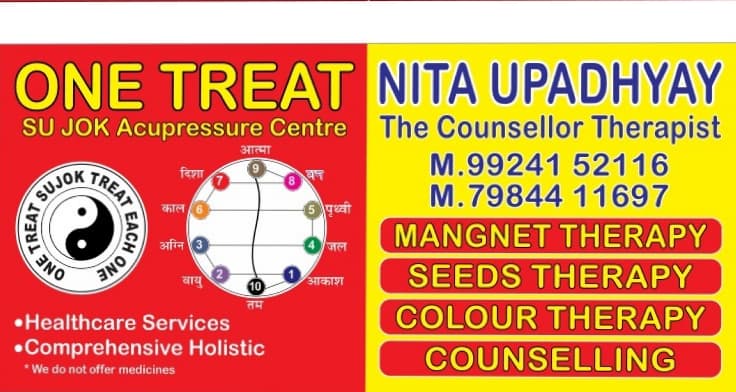 ONE TREAT
SU JOK Acupressure Centre
ONE TREAT SUJOK TREAT EACH ONE
आत्मा
9
दिशा
7
8
काल
6
5
पृथ्वी
अग्नि
3
4
जल
वायु
2
1
आकाश
10
तम
•Healthcare Services
•Comprehensive Holistic
* We do not offer medicines
NITA UPADHYAY
The Counsellor Therapist
M.99241 52116
M.79844 11697
MANGNET THERAPY
SEEDS THERAPY
COLOUR THERAPY
COUNSELLING